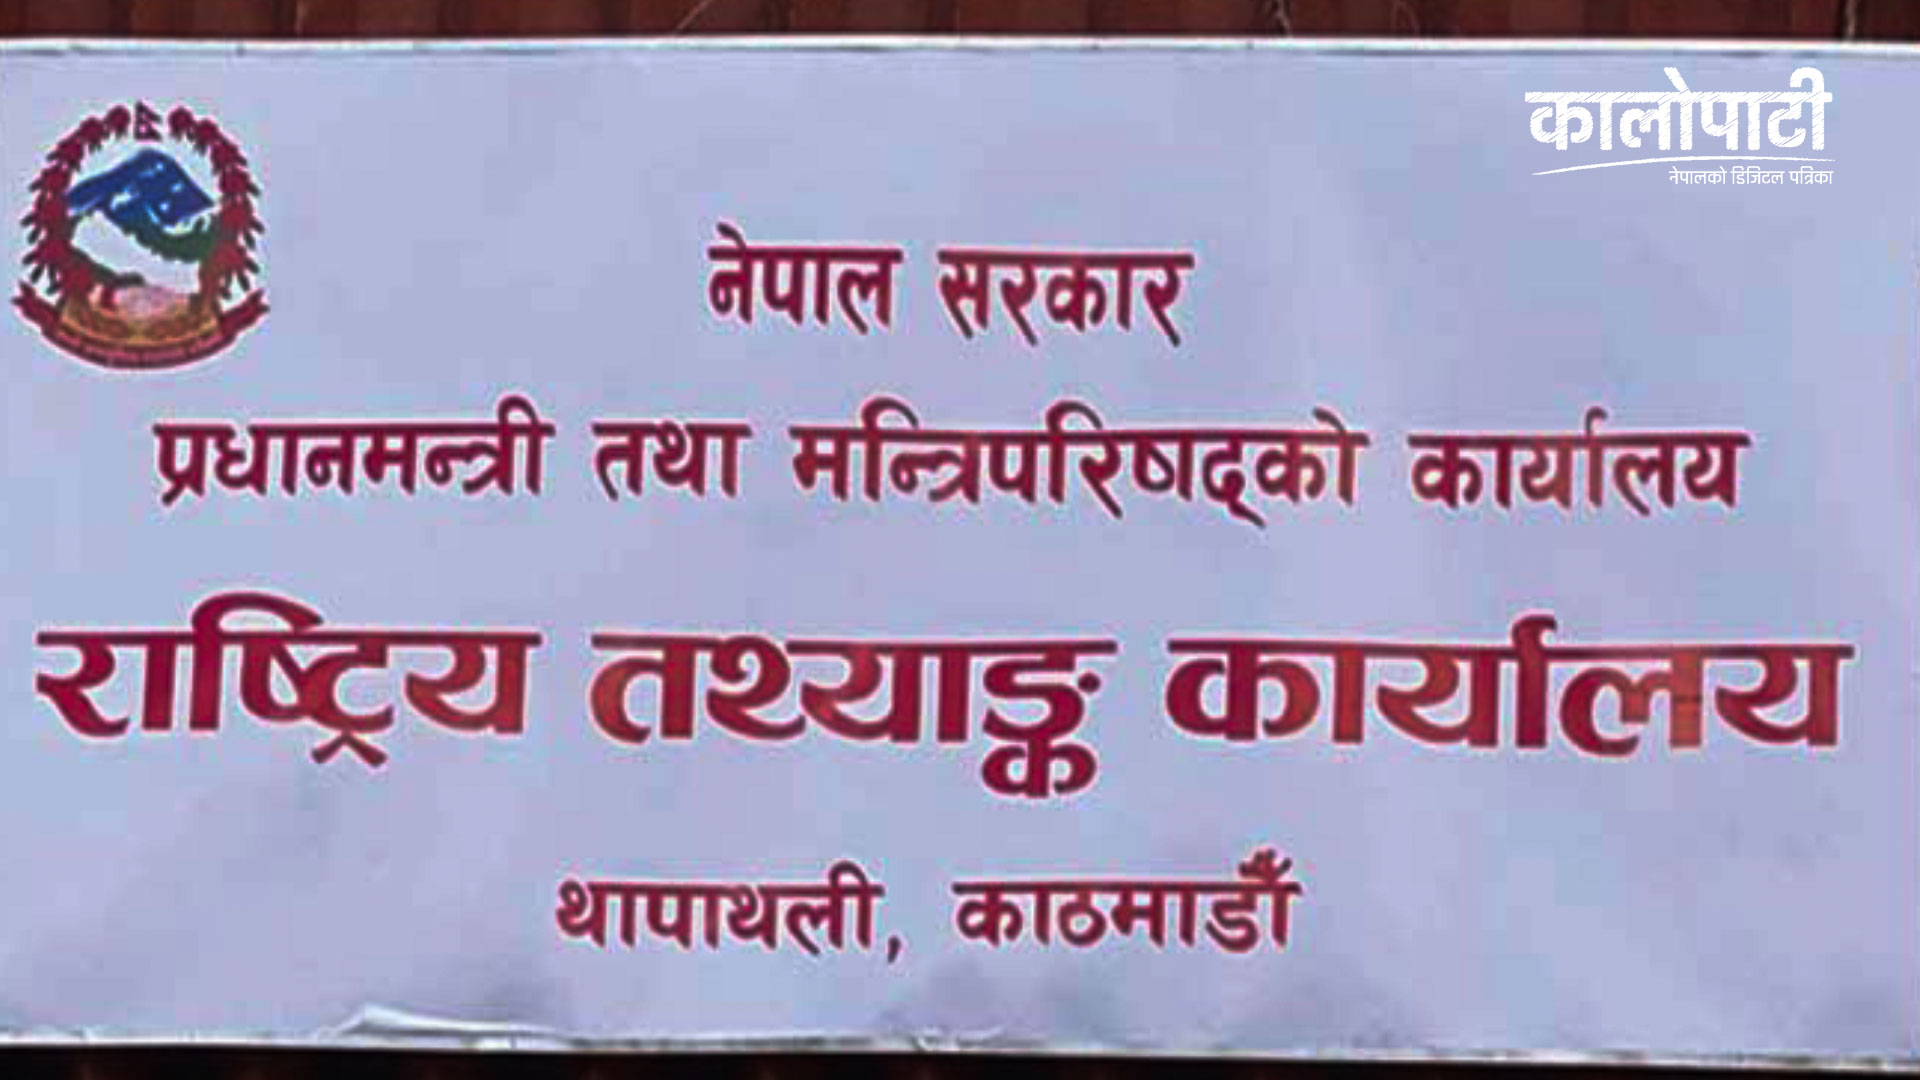 कालोपाटी
नेपालको डिजिटल पत्रिका
नेपाल सरकार
प्रधानमन्त्री तथा मन्त्रिपरिषद्को कार्यालय
राष्ट्रिय तथ्याङ्क कार्यालय
थापाथली, काठमाडौँ